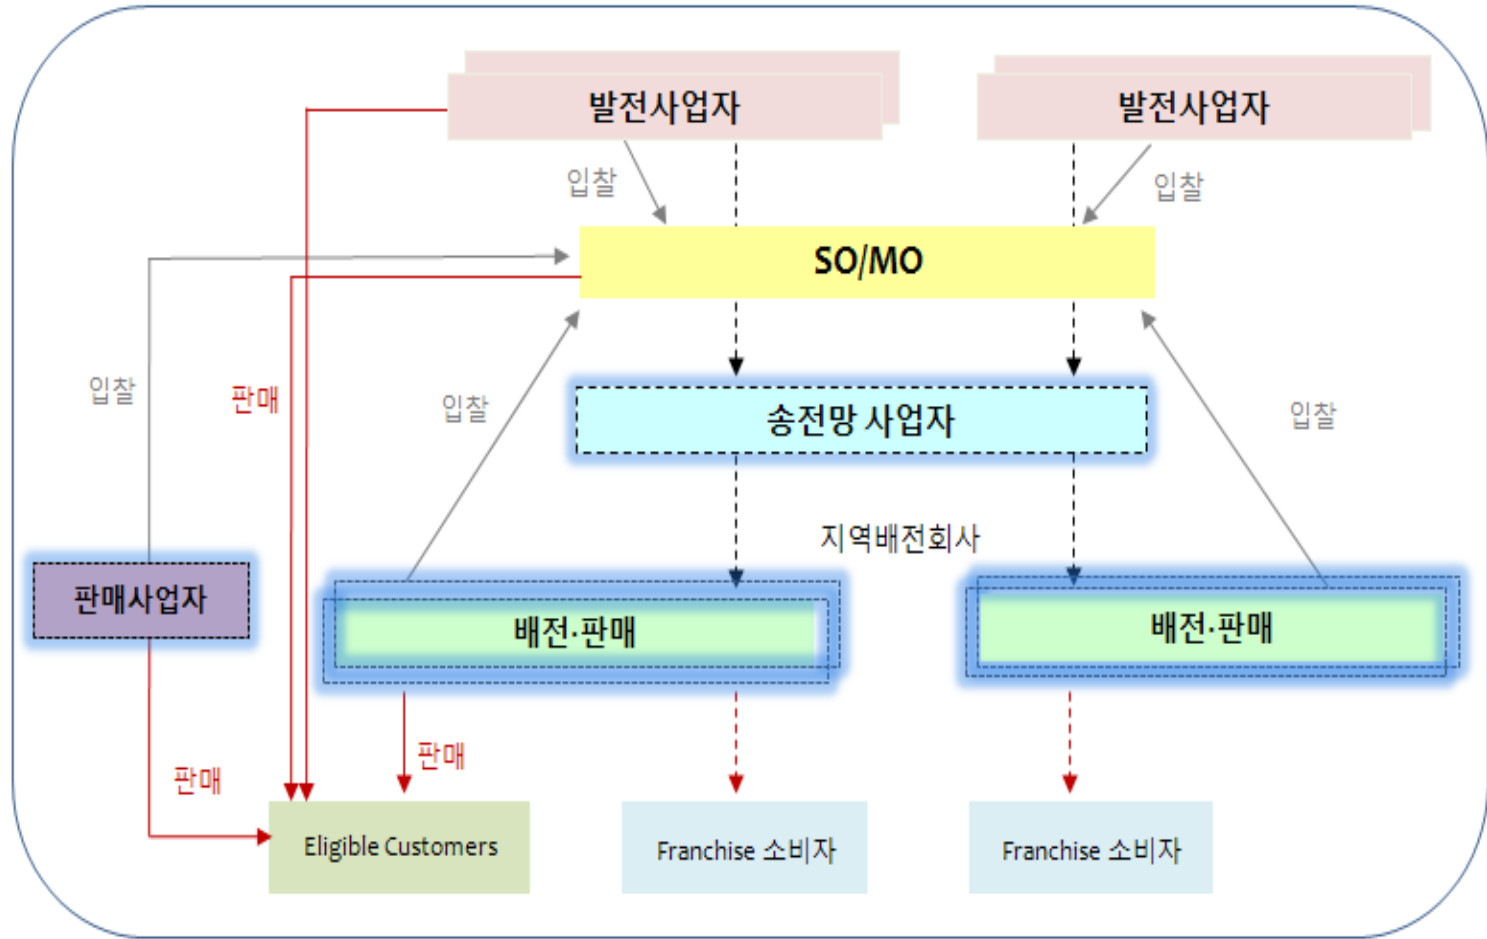 발전사업자
발전사업자
입찰
입찰
SO/MO
입찰
판매
입찰
입찰
송전망 사업자
지역배전회사
판매사업자
배전·판매
배전·판매
판매
판매
Eligible Customers
Franchise 소비자
Franchise 소비자